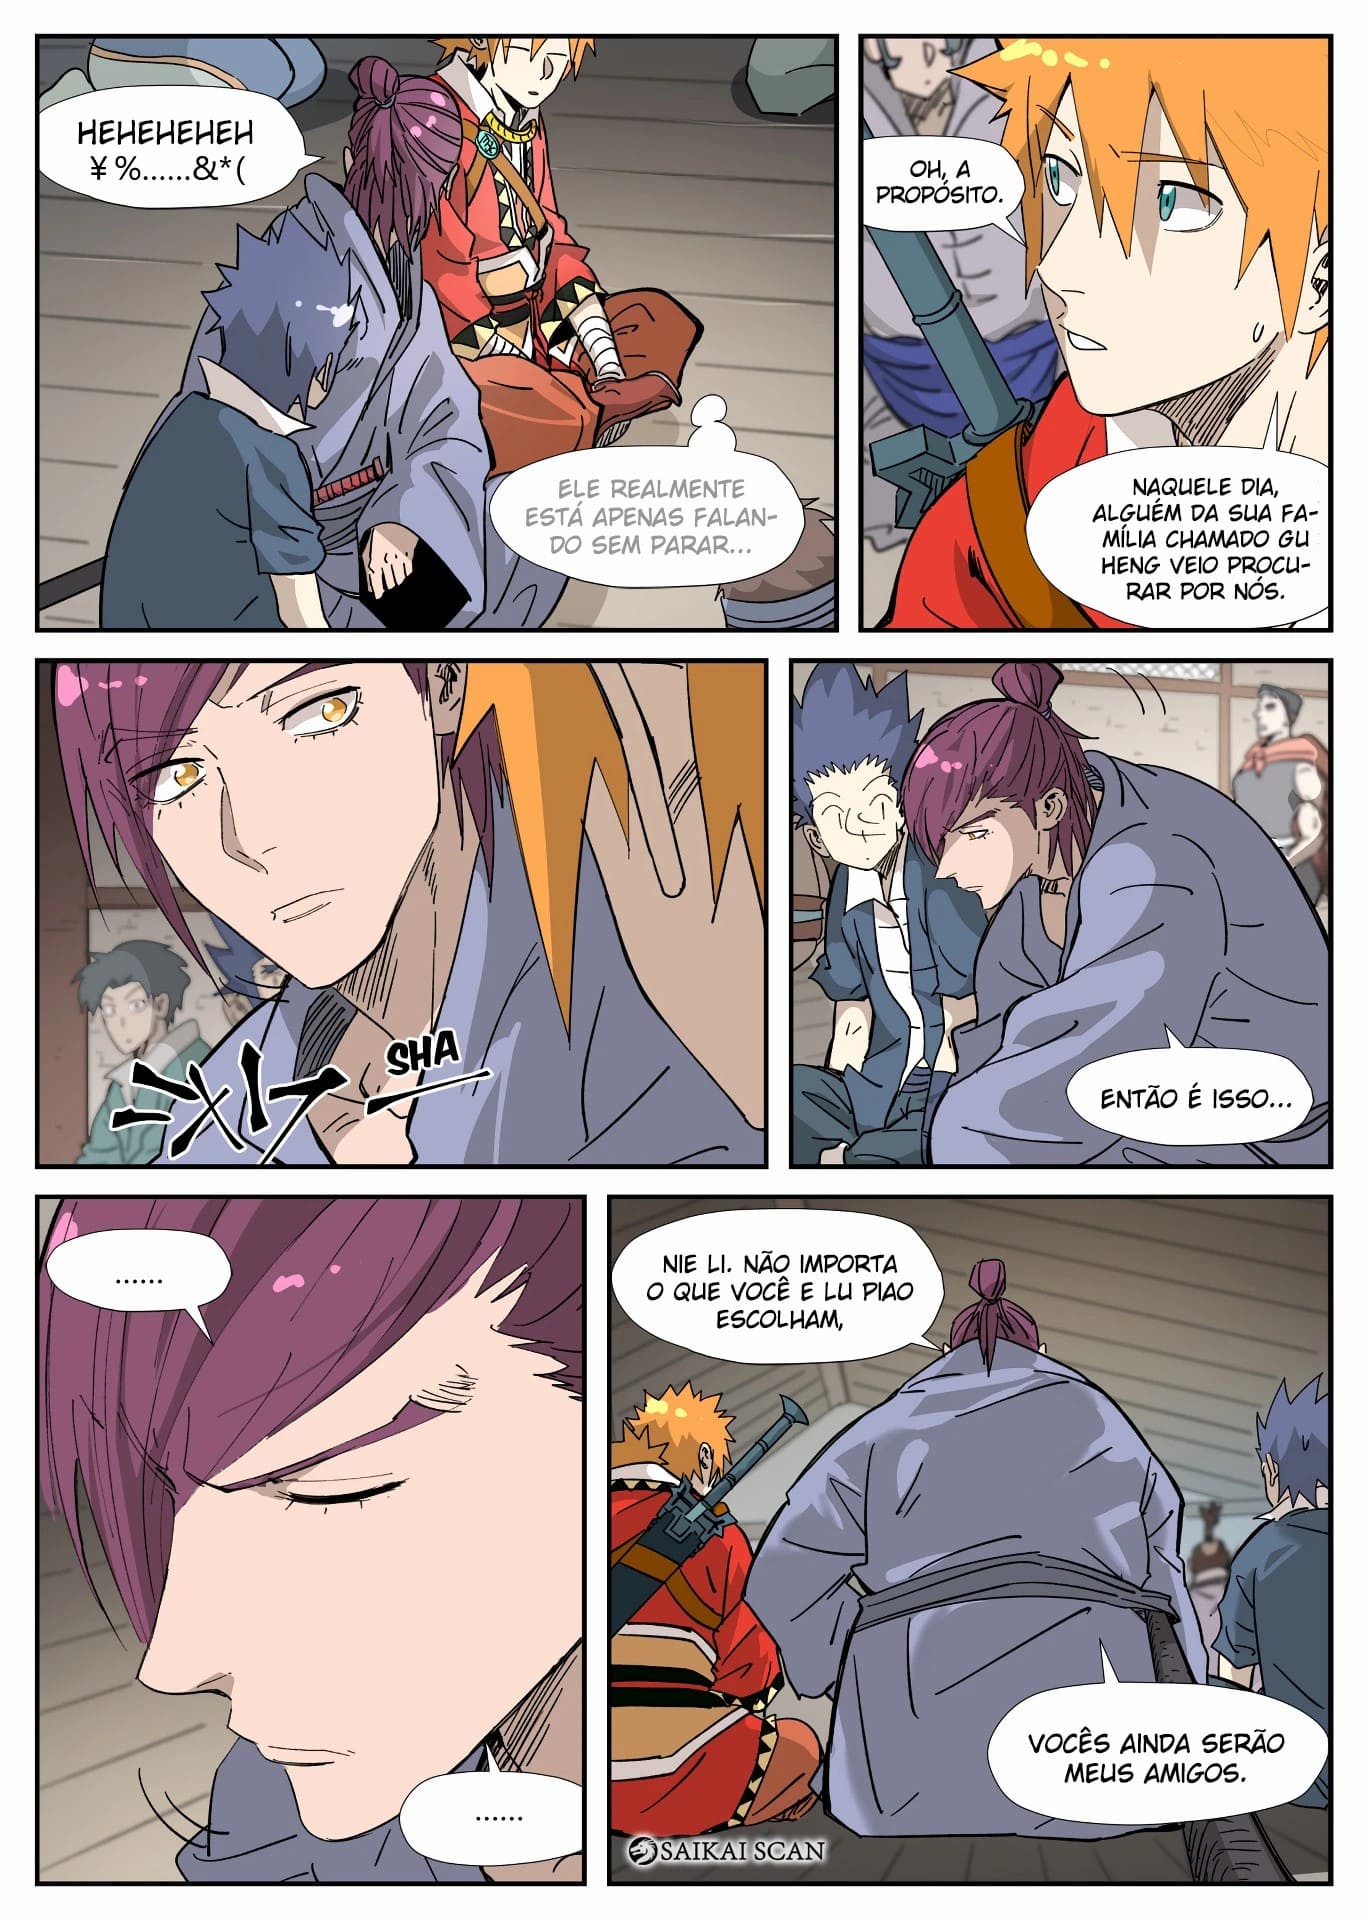 HEHEHEHEH
¥%......&*(
ELE REALMENTE
ESTÁ APENAS FALAN-
DO SEM PARAR...
OH, A
PROPÓSITO.
NAQUELE DIA,
ALGUÉM DA SUA FA-
MÍLIA CHAMADO GU
HENG VEIO PROCU-
RAR POR NÓS.
SHA
ENTÃO É ISSO...
......
......
NIE LI. NÃO IMPORTA
O QUE VOCÊ E LU PIAO
ESCOLHAM,
VOCÊS AINDA SERÃO
MEUS AMIGOS.
SAIKAI SCAN